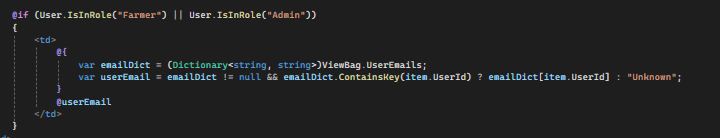 @if (User.IsInRole("Farmer") || User.IsInRole("Admin"))
{
<td>
@{
var emailDict = (Dictionary<string, string>)ViewBag.UserEmails;
var userEmail = emailDict != null && emailDict.ContainsKey(item.UserId) ? emailDict[item.UserId] : "Unknown";
}
@userEmail
</td>
}